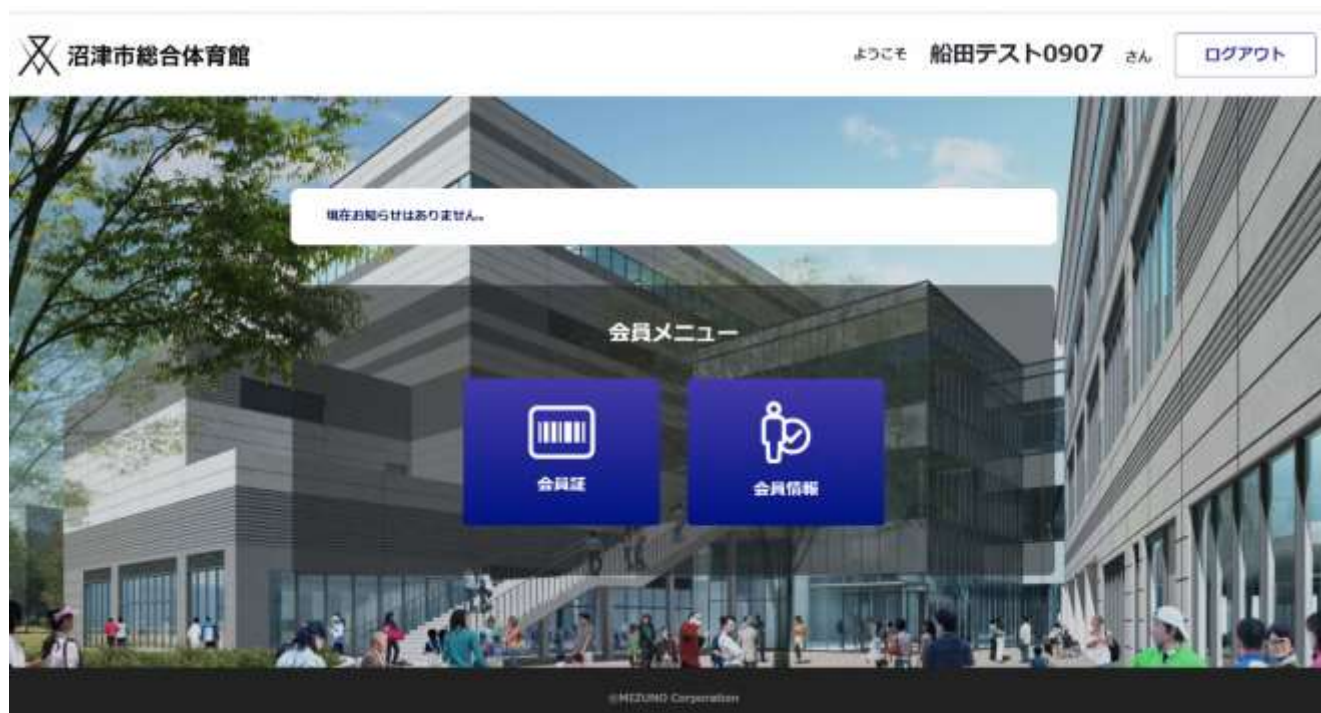 沼津市総合体育館
ようこそ 船田テスト0907 さん ログアウト
現在お知らせはありません。
会員メニュー
会員証
会員情報
©MIZUNO Corporation